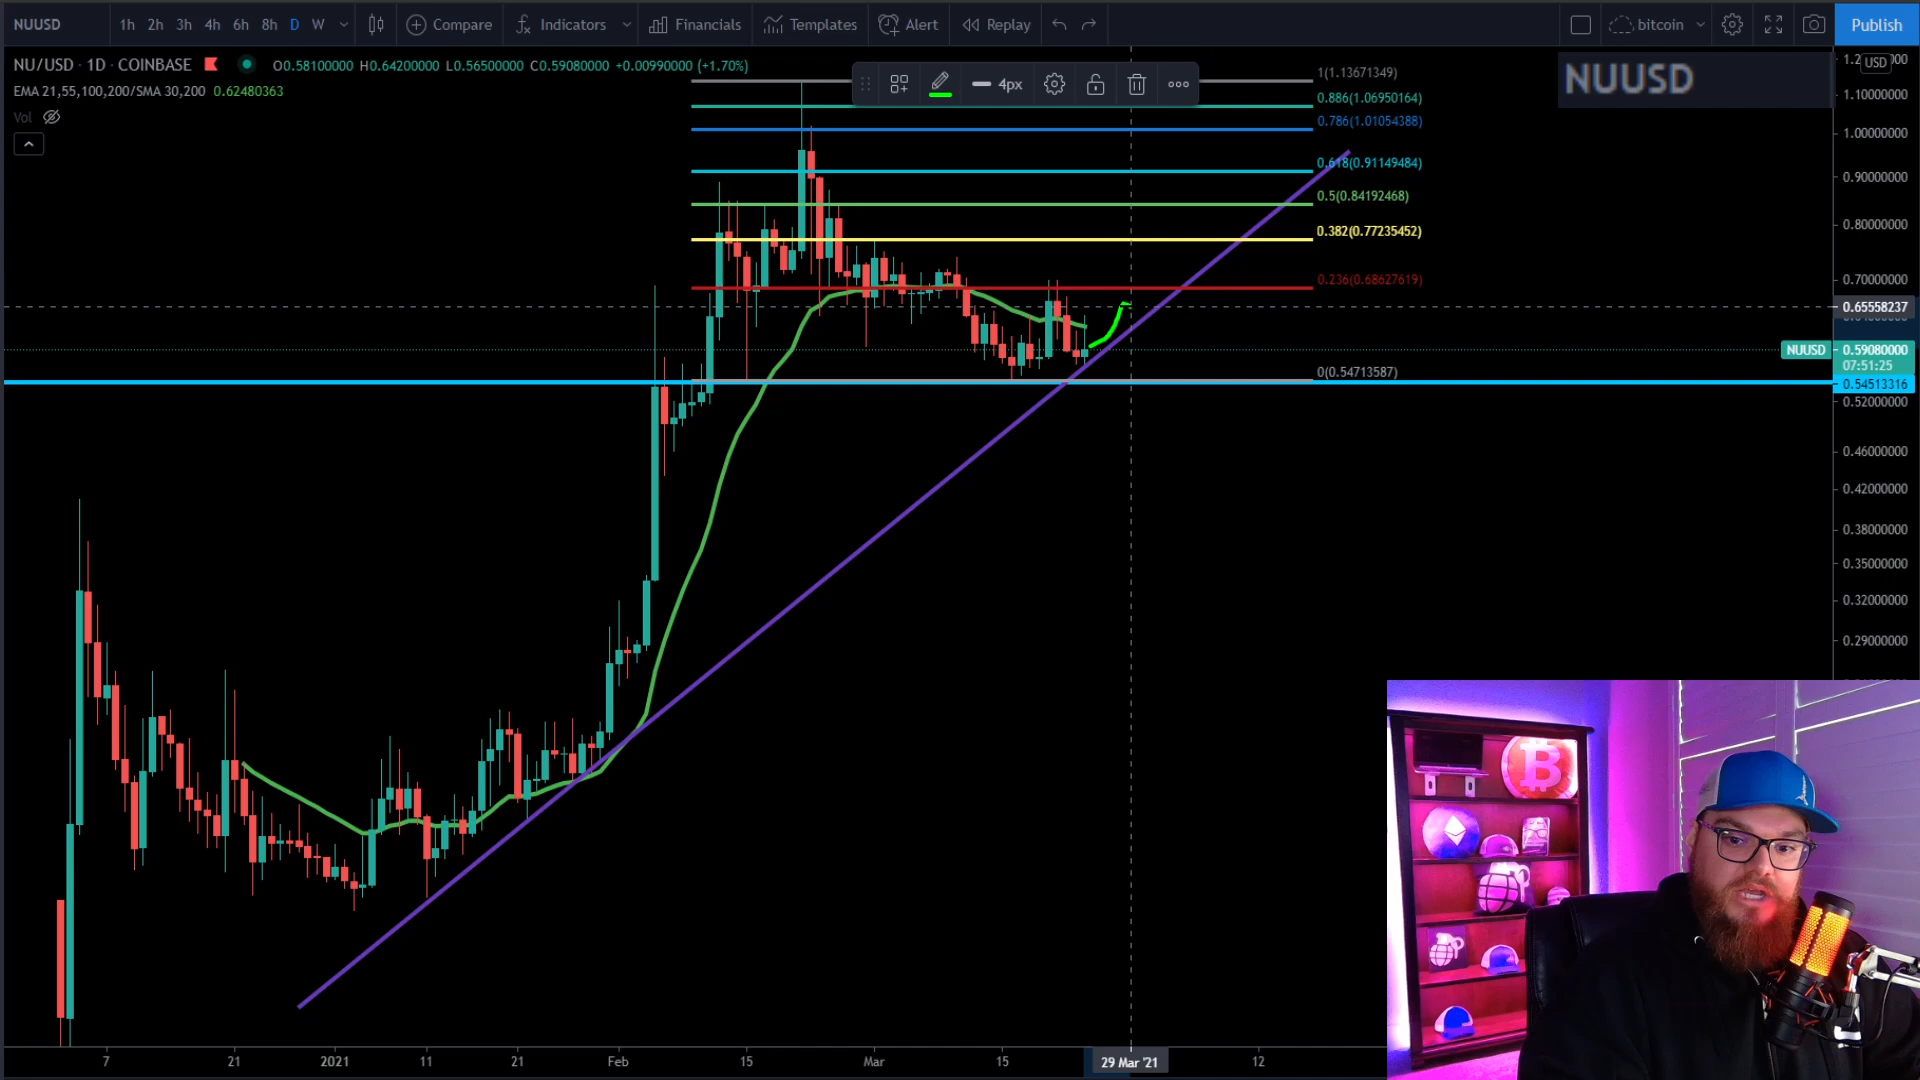 NUUSD 1h 2h 3h 4h 6h 8h D W Compare Indicators Financials Templates Alert Replay bitcoin Publish
NU/USD · 1D · COINBASE O0.58100000 H0.64200000 L0.56500000 C0.59080000 +0.00990000 (+1.70%)
EMA 21,55,100,200/SMA 30,200 0.62480363
Vol
4px
NUUSD
USD
1(1.13671349)
0.886(1.06950164)
0.786(1.01054388)
0.618(0.91149484)
0.5(0.84192468)
0.382(0.77235452)
0.236(0.68627619)
0(0.54713587)
1.10000000
1.00000000
0.90000000
0.80000000
0.70000000
0.65558237
NUUSD 0.59080000
07:51:25
0.54513316
0.52000000
0.46000000
0.42000000
0.38000000
0.35000000
0.32000000
0.29000000
7 21 2021 11 21 Feb 15 Mar 15 29 Mar '21 12